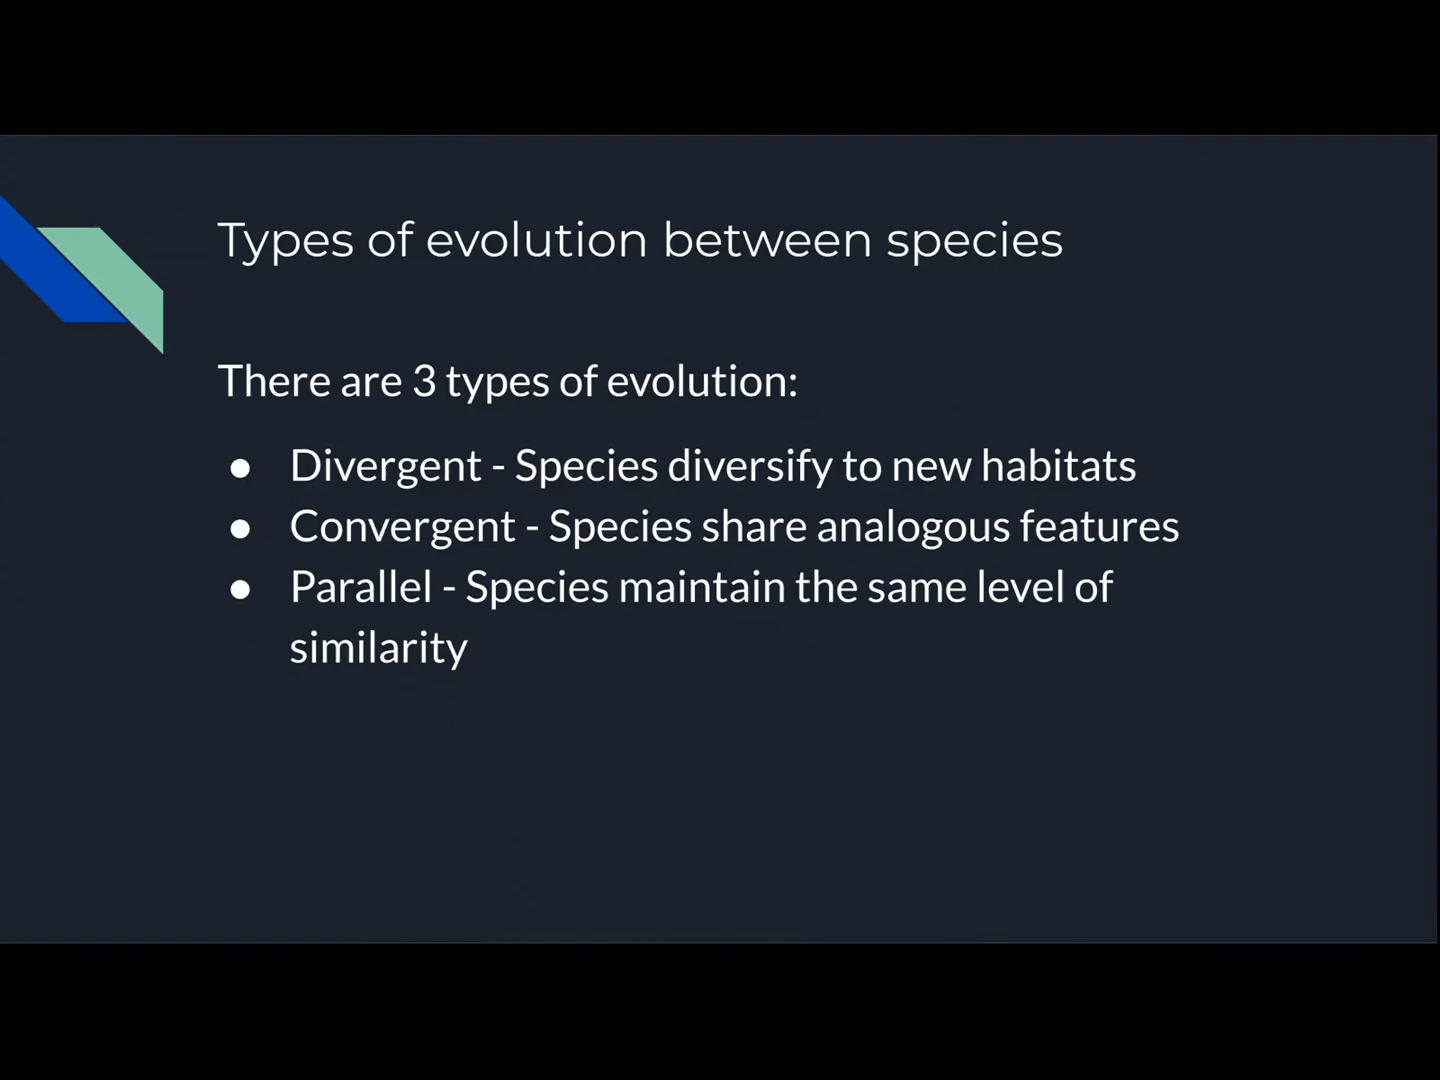 Types of evolution between species
There are 3 types of evolution:
● Divergent - Species diversify to new habitats
● Convergent - Species share analogous features
● Parallel - Species maintain the same level of
similarity